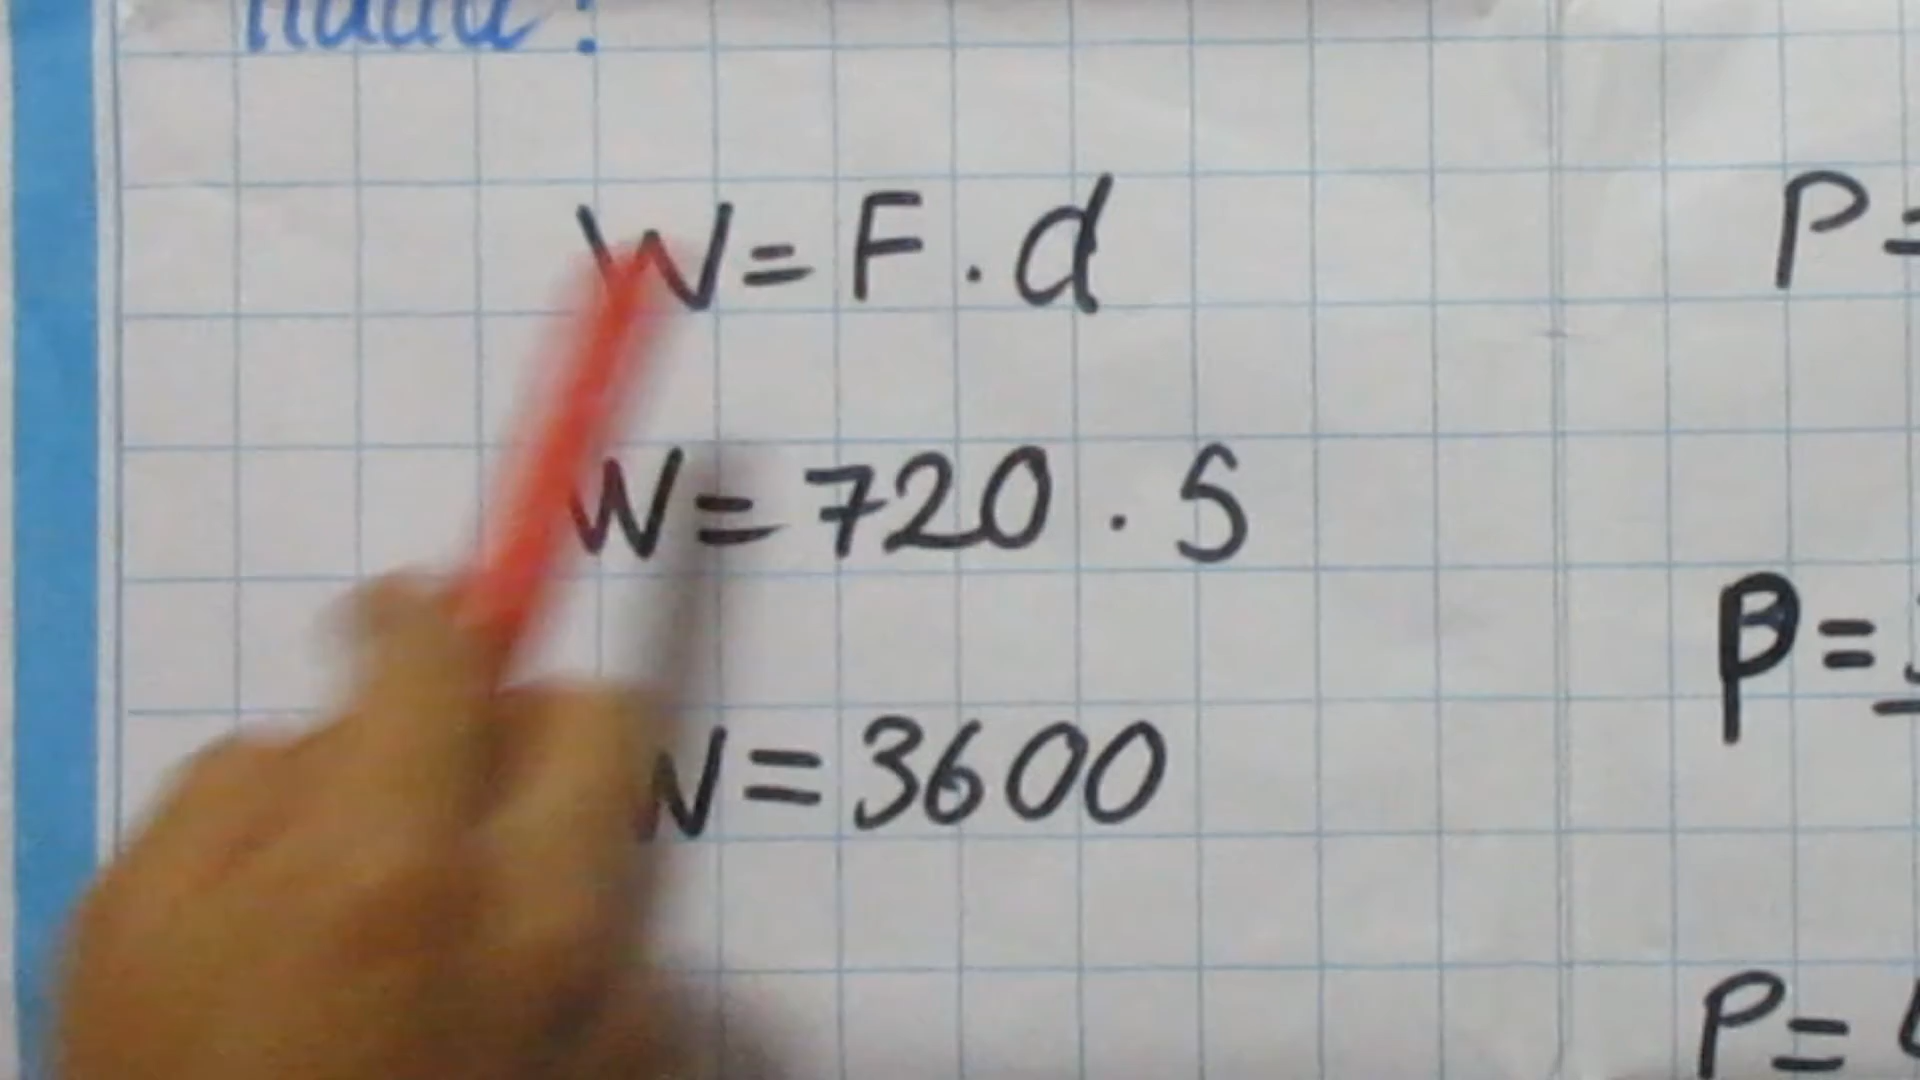 W = F . d
W = 720 . 5
W = 3600
P =
P =
P =